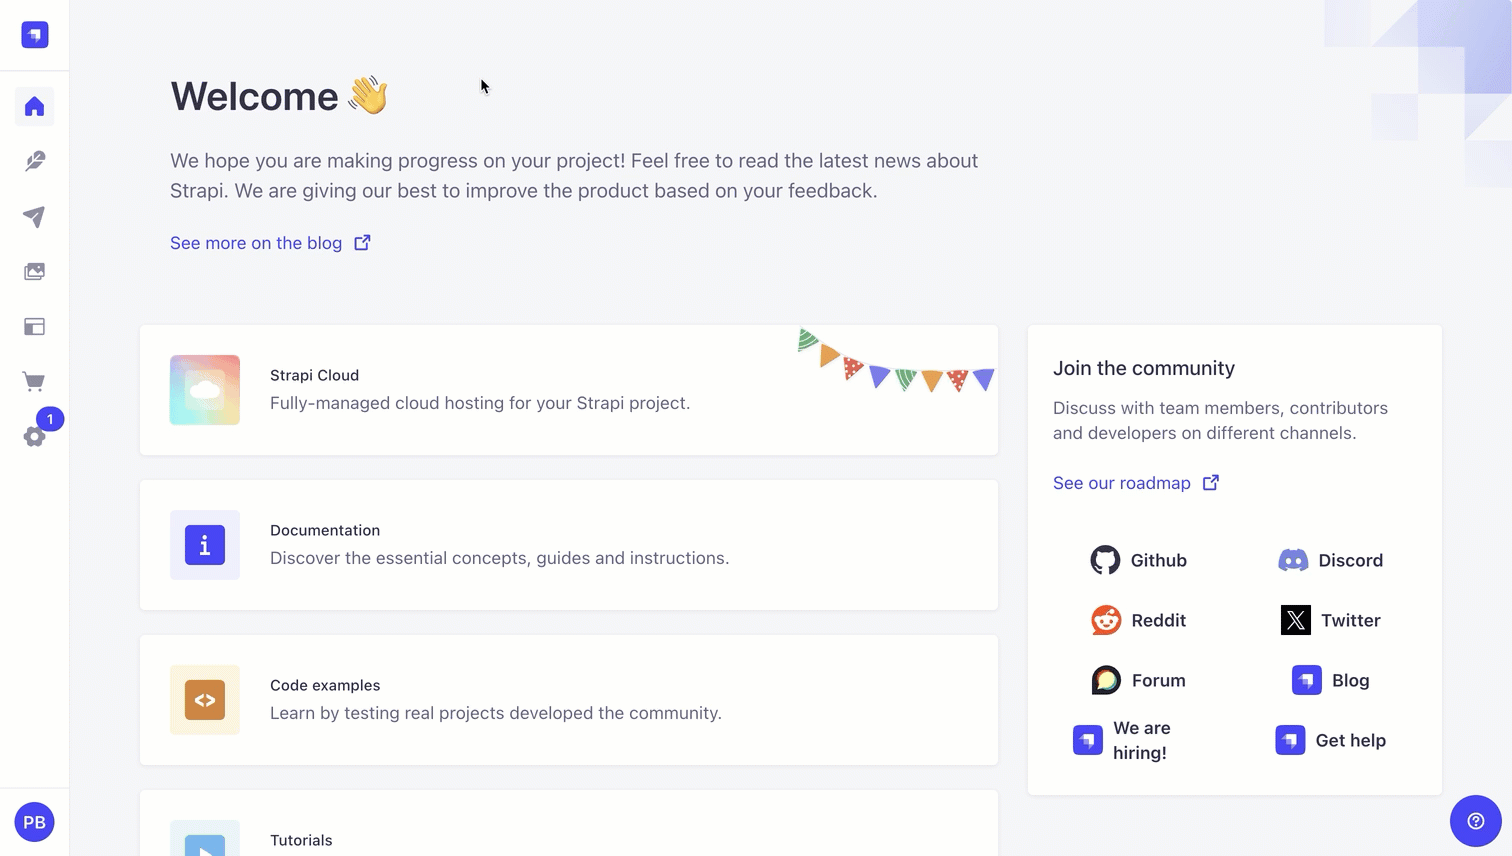 Welcome 👋
We hope you are making progress on your project! Feel free to read the latest news about
Strapi. We are giving our best to improve the product based on your feedback.
See more on the blog
Strapi Cloud
Fully-managed cloud hosting for your Strapi project.
Documentation
Discover the essential concepts, guides and instructions.
Code examples
Learn by testing real projects developed the community.
Tutorials
Join the community
Discuss with team members, contributors
and developers on different channels.
See our roadmap
Github
Discord
Reddit
Twitter
Forum
Blog
We are
hiring!
Get help
1
PB